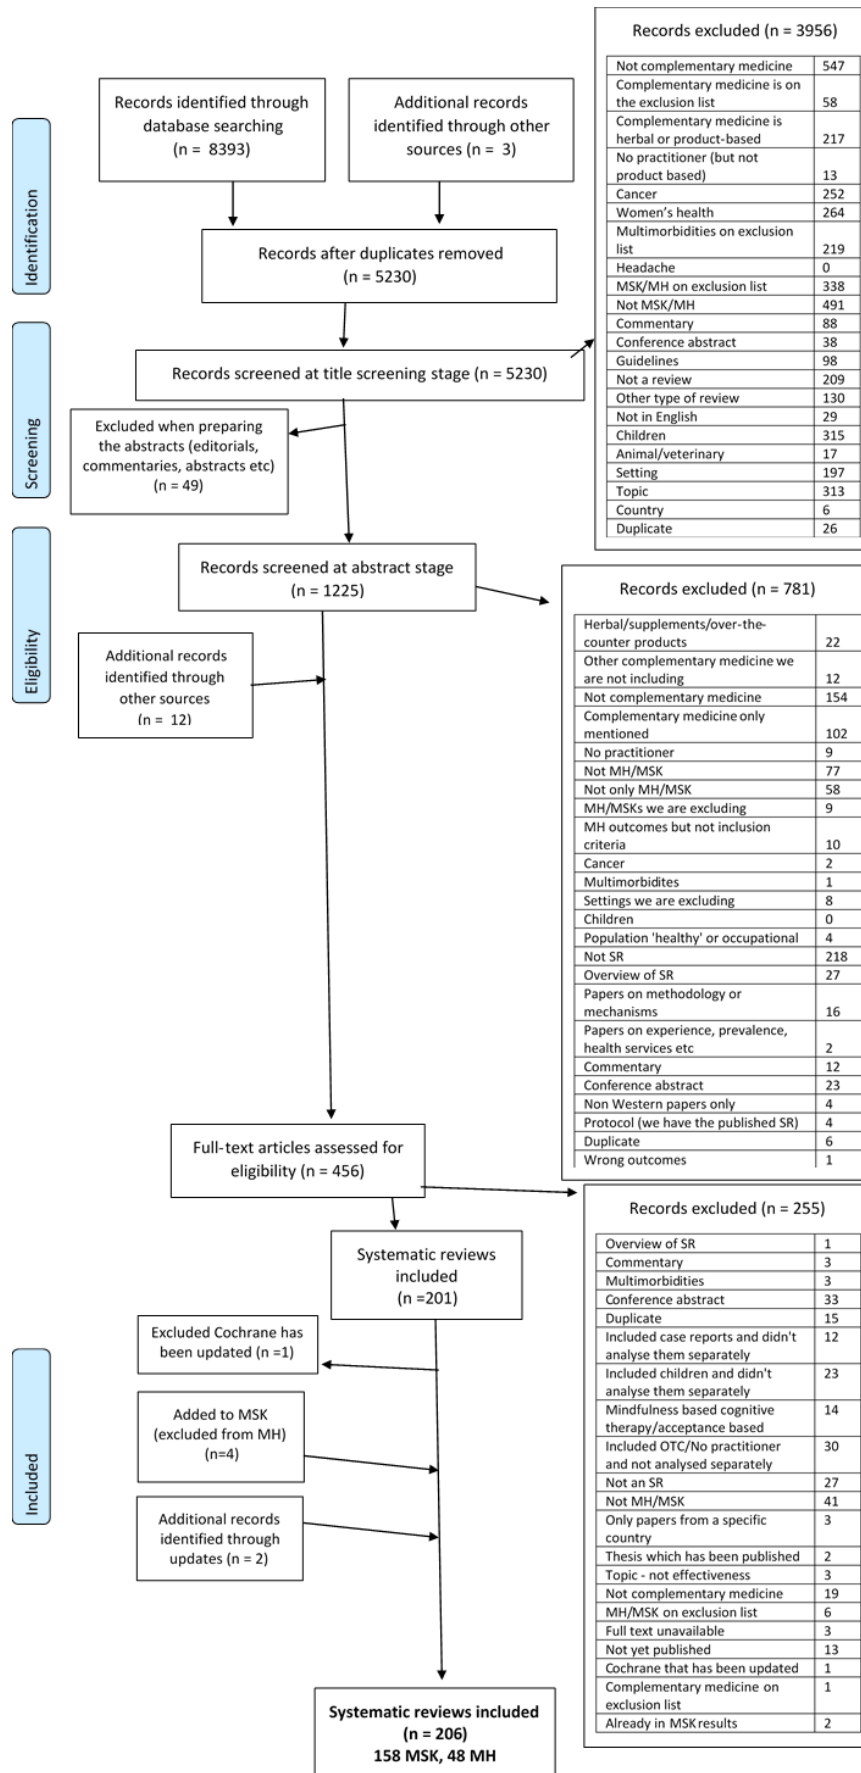 Records identified through
database searching
(n = 8393)
Additional records
identified through other
sources (n = 3)
Identification
Records after duplicates removed
(n = 5230)
Records excluded (n = 3956)
Not complementary medicine 547
Complementary medicine is on
the exclusion list 58
Complementary medicine is
herbal or product-based 217
No practitioner (but not
product based) 13
Cancer 252
Women's health 264
Multimorbidities on exclusion
list 219
Headache 0
MSK/MH on exclusion list 338
Not MSK/MH 491
Commentary 88
Conference abstract 38
Guidelines 98
Not a review 209
Other type of review 130
Not in English 29
Children 315
Animal/veterinary 17
Setting 197
Topic 313
Country 6
Duplicate 26
Screening
Records screened at title screening stage (n = 5230)
Excluded when preparing
the abstracts (editorials,
commentaries, abstracts etc)
(n = 49)
Eligibility
Records screened at abstract stage
(n = 1225)
Additional records
identified through
other sources
(n = 12)
Records excluded (n = 781)
Herbal/supplements/over-the-
counter products 22
Other complementary medicine we
are not including 12
Not complementary medicine 154
Complementary medicine only
mentioned 102
No practitioner 9
Not MH/MSK 77
Not only MH/MSK 58
MH/MSKs we are excluding 9
MH outcomes but not inclusion
criteria 10
Cancer 2
Multimorbidites 1
Settings we are excluding 8
Children 0
Population 'healthy' or occupational 4
Not SR 218
Overview of SR 27
Papers on methodology or
mechanisms 16
Papers on experience, prevalence,
health services etc 2
Commentary 12
Conference abstract 23
Non Western papers only 4
Protocol (we have the published SR) 4
Duplicate 6
Wrong outcomes 1
Full-text articles assessed for
eligibility (n = 456)
Records excluded (n = 255)
Overview of SR 1
Commentary 3
Multimorbidities 3
Conference abstract 33
Duplicate 15
Included case reports and didn't 12
analyse them separately
Included children and didn't 23
analyse them separately
Mindfulness based cognitive 14
therapy/acceptance based
Included OTC/No practitioner 30
and not analysed separately
Not an SR 27
Not MH/MSK 41
Only papers from a specific 3
country
Thesis which has been published 2
Topic - not effectiveness 3
Not complementary medicine 19
MH/MSK on exclusion list 6
Full text unavailable 3
Not yet published 13
Cochrane that has been updated 1
Complementary medicine on 1
exclusion list
Already in MSK results 2
Systematic reviews
included
(n =201)
Included
Excluded Cochrane has
been updated (n =1)
Added to MSK
(excluded from MH)
(n=4)
Additional records
identified through
updates (n = 2)
Systematic reviews included
(n = 206)
158 MSK, 48 MH